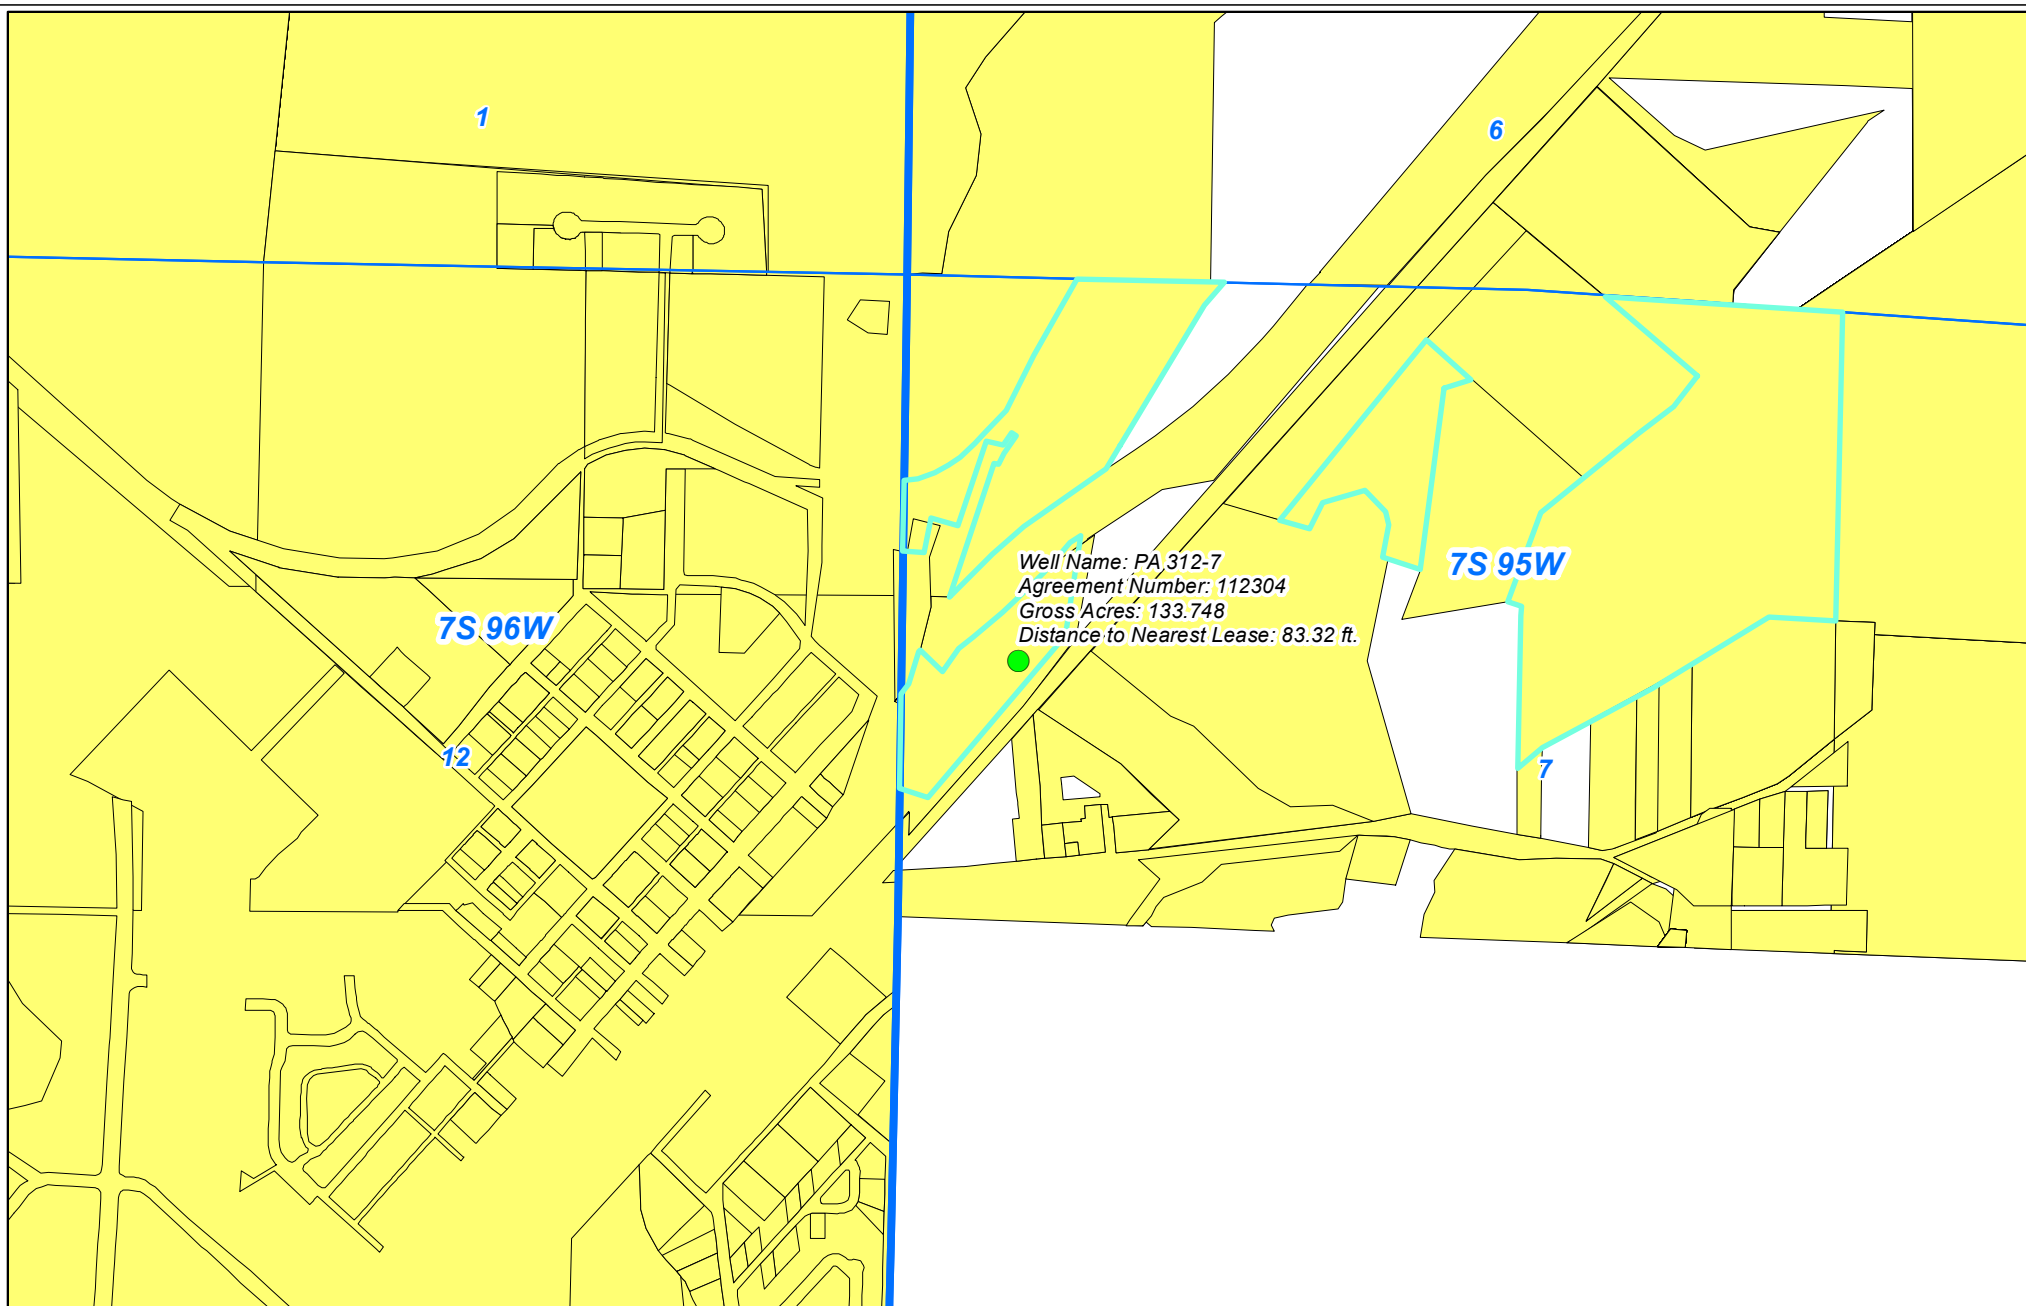 1
6
Well Name: PA 312-7
Agreement Number: 112304
Gross Acres: 133.748
Distance to Nearest Lease: 83.32 ft.
7S 95W
7S 96W
12
7